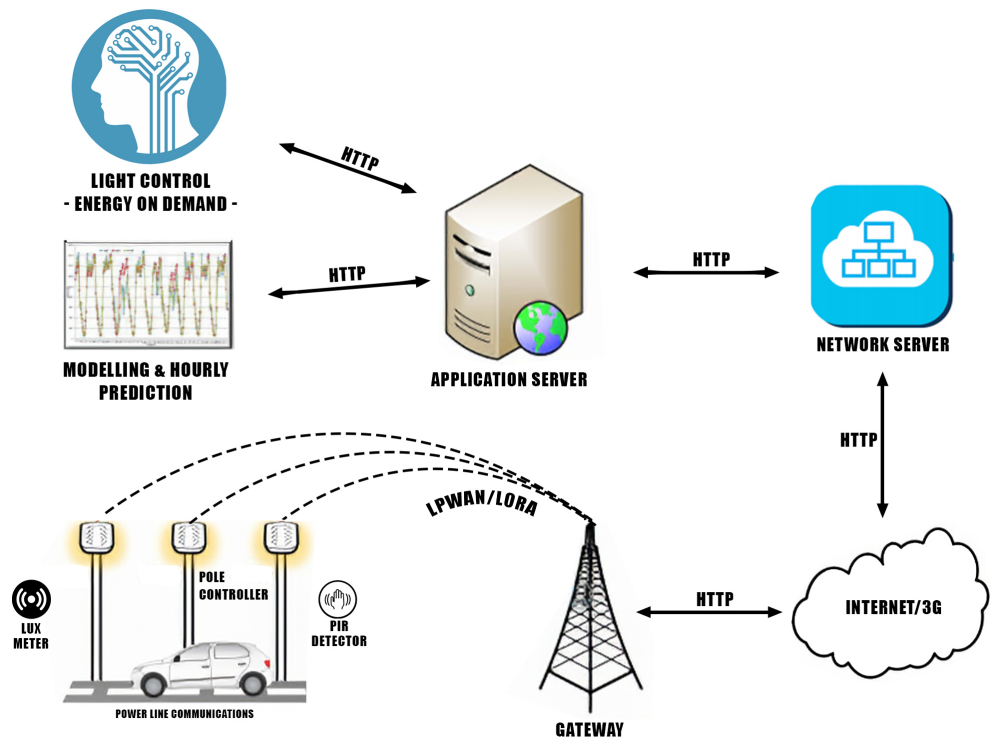 LIGHT CONTROL
- ENERGY ON DEMAND -
HTTP
MODELLING & HOURLY
PREDICTION
HTTP
APPLICATION SERVER
HTTP
NETWORK SERVER
HTTP
LPWAN/LORA
POLE
CONTROLLER
LUX
METER
PIR
DETECTOR
POWER LINE COMMUNICATIONS
GATEWAY
HTTP
INTERNET/3G